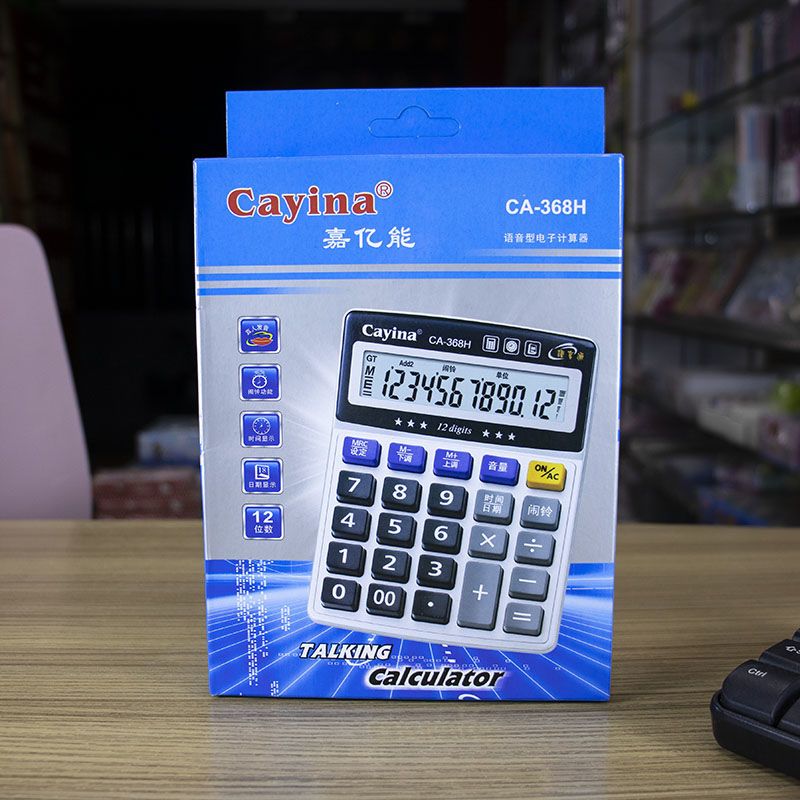 Cayina®
嘉亿能
CA-368H
语音型电子计算器
真人发音
闹铃功能
时间显示
日期显示
12
位数
Cayina®
CA-368H
GT
Add2
闹铃
单位
M
E
1234567890.12
★★★ 12 digits ★★★
MRC
设定
M-
下调
M+
上调
音量
ON/AC
7
8
9
时间
日期
闹铃
4
5
6
×
÷
1
2
3
+
−
0
00
.
=
TALKING
Calculator
Ctrl